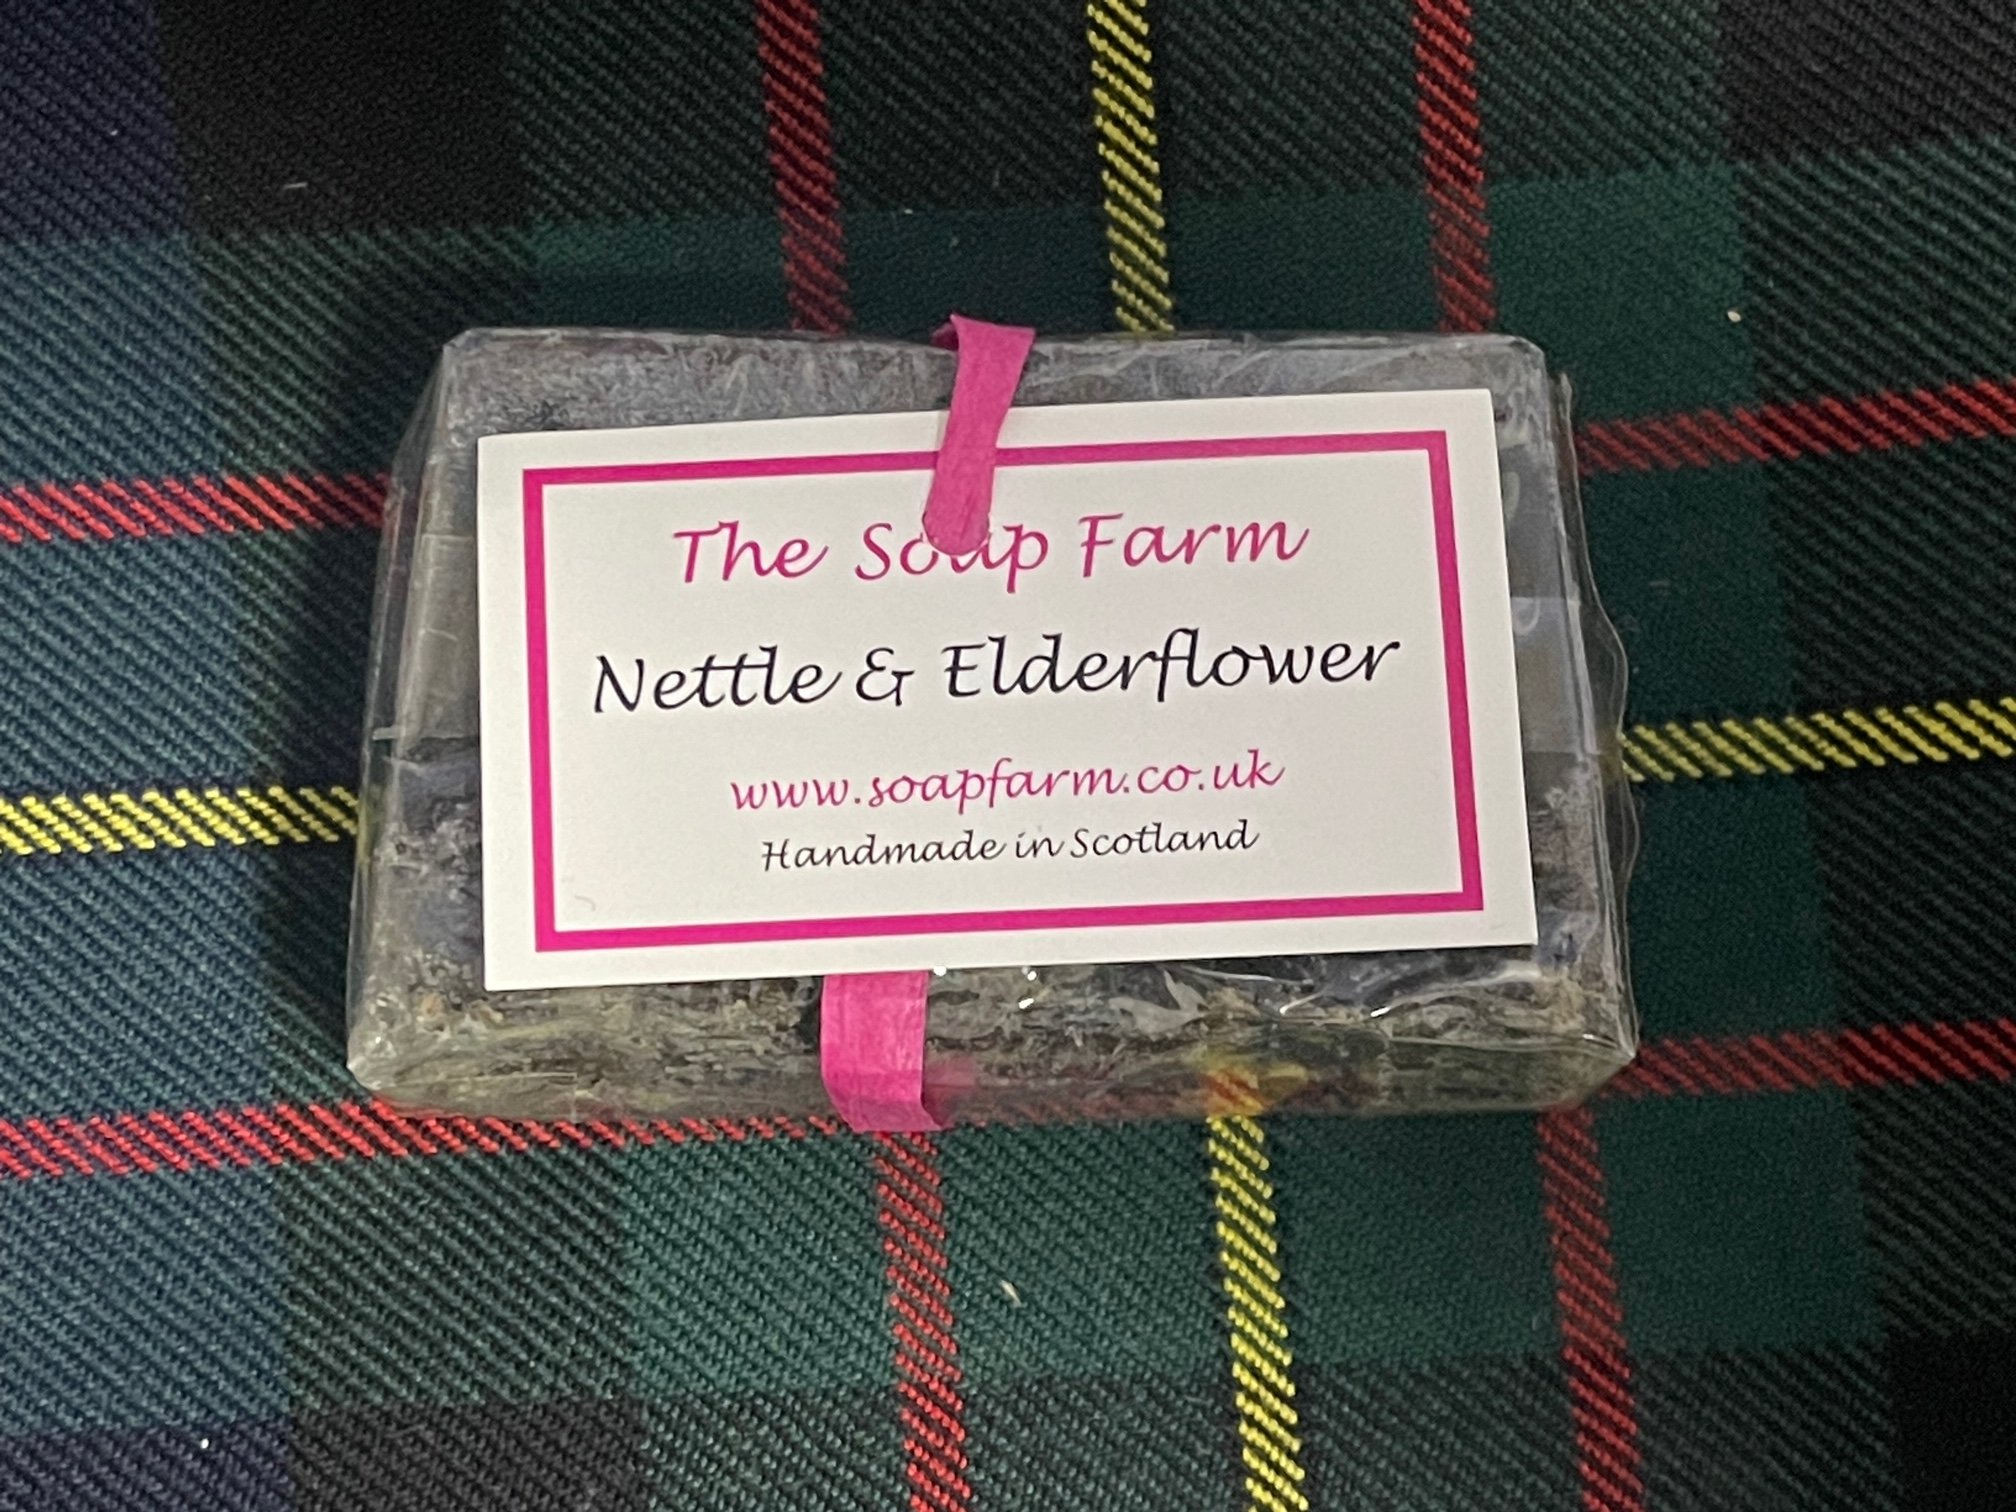 The Soap Farm
Nettle & Elderflower
www.soapfarm.co.uk
Handmade in Scotland